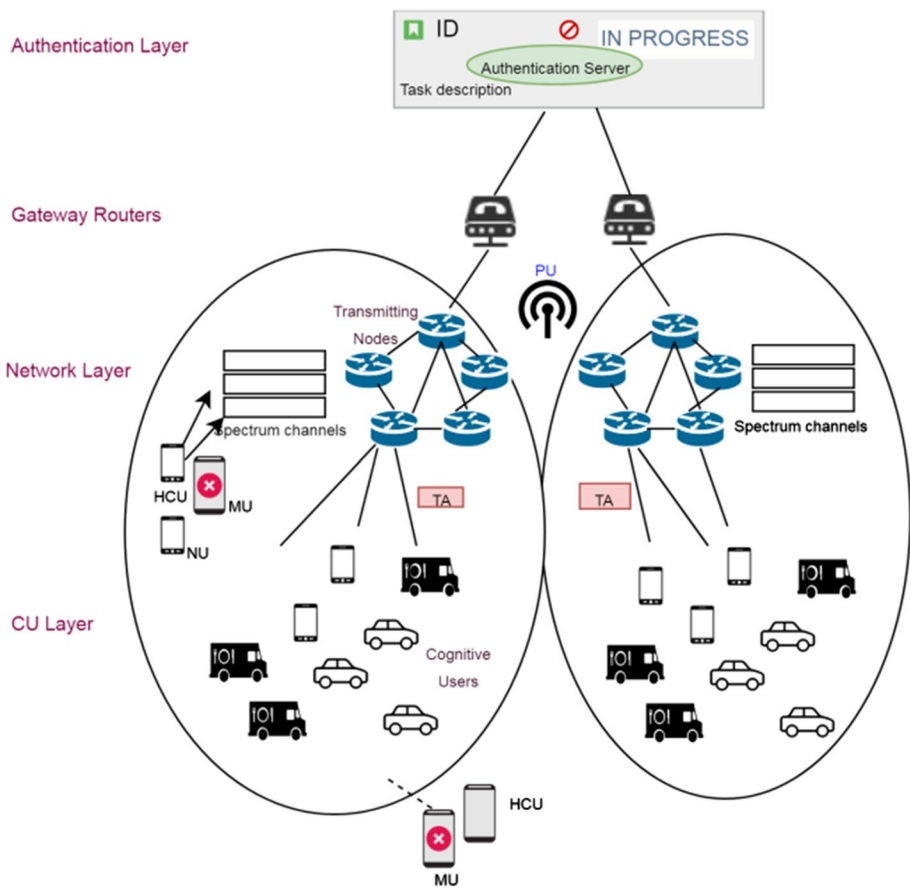 Authentication Layer
ID
IN PROGRESS
Authentication Server
Task description
Gateway Routers
PU
Transmitting
Nodes
Network Layer
Spectrum channels
Spectrum channels
HCU
MU
NU
TA
TA
CU Layer
Cognitive
Users
HCU
MU